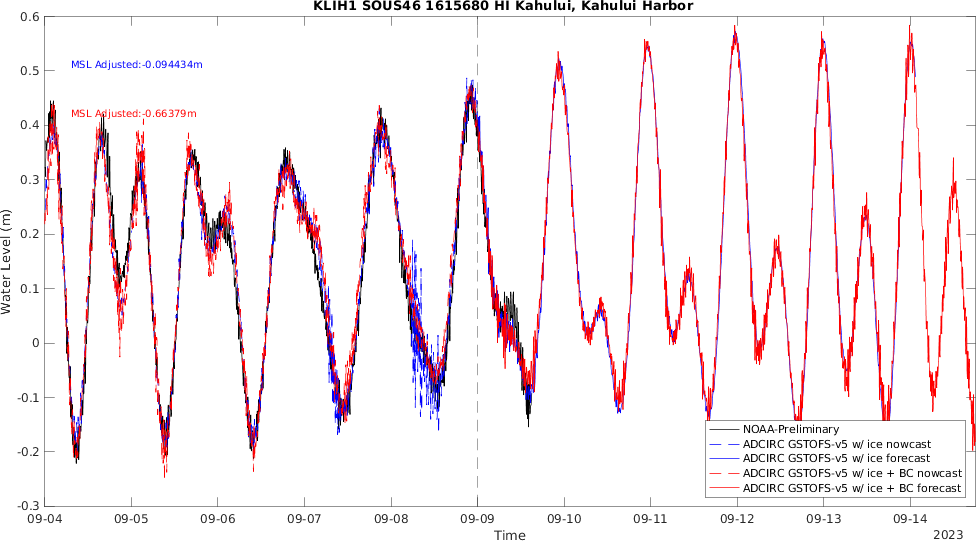 KLIH1 SOUS46 1615680 HI Kahului, Kahului Harbor
0.6
0.5
0.4
0.3
0.2
0.1
0
-0.1
-0.2
-0.3
Water Level (m)
MSL Adjusted:-0.094434m
MSL Adjusted:-0.66379m
NOAA-Preliminary
ADCIRC GSTOFS-v5 w/ ice nowcast
ADCIRC GSTOFS-v5 w/ ice forecast
ADCIRC GSTOFS-v5 w/ ice + BC nowcast
ADCIRC GSTOFS-v5 w/ ice + BC forecast
09-04 09-05 09-06 09-07 09-08 09-09 09-10 09-11 09-12 09-13 09-14
2023
Time